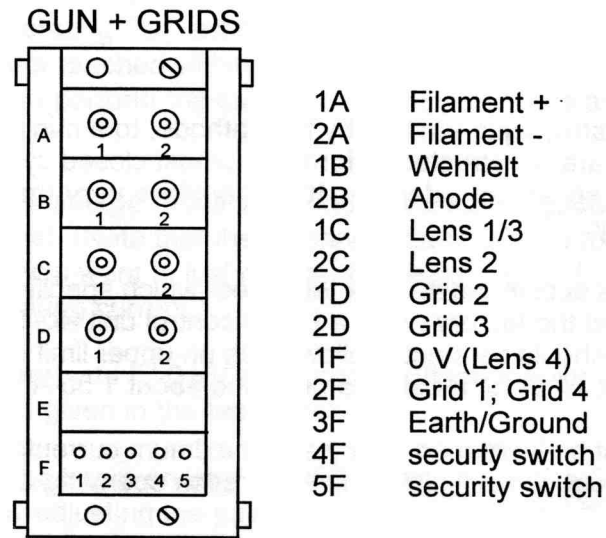 GUN + GRIDS
A
1 2
B
1 2
C
1 2
D
1 2
E
F
1 2 3 4 5
1A Filament +
2A Filament -
1B Wehnelt
2B Anode
1C Lens 1/3
2C Lens 2
1D Grid 2
2D Grid 3
1F 0 V (Lens 4)
2F Grid 1; Grid 4
3F Earth/Ground
4F securty switch
5F security switch